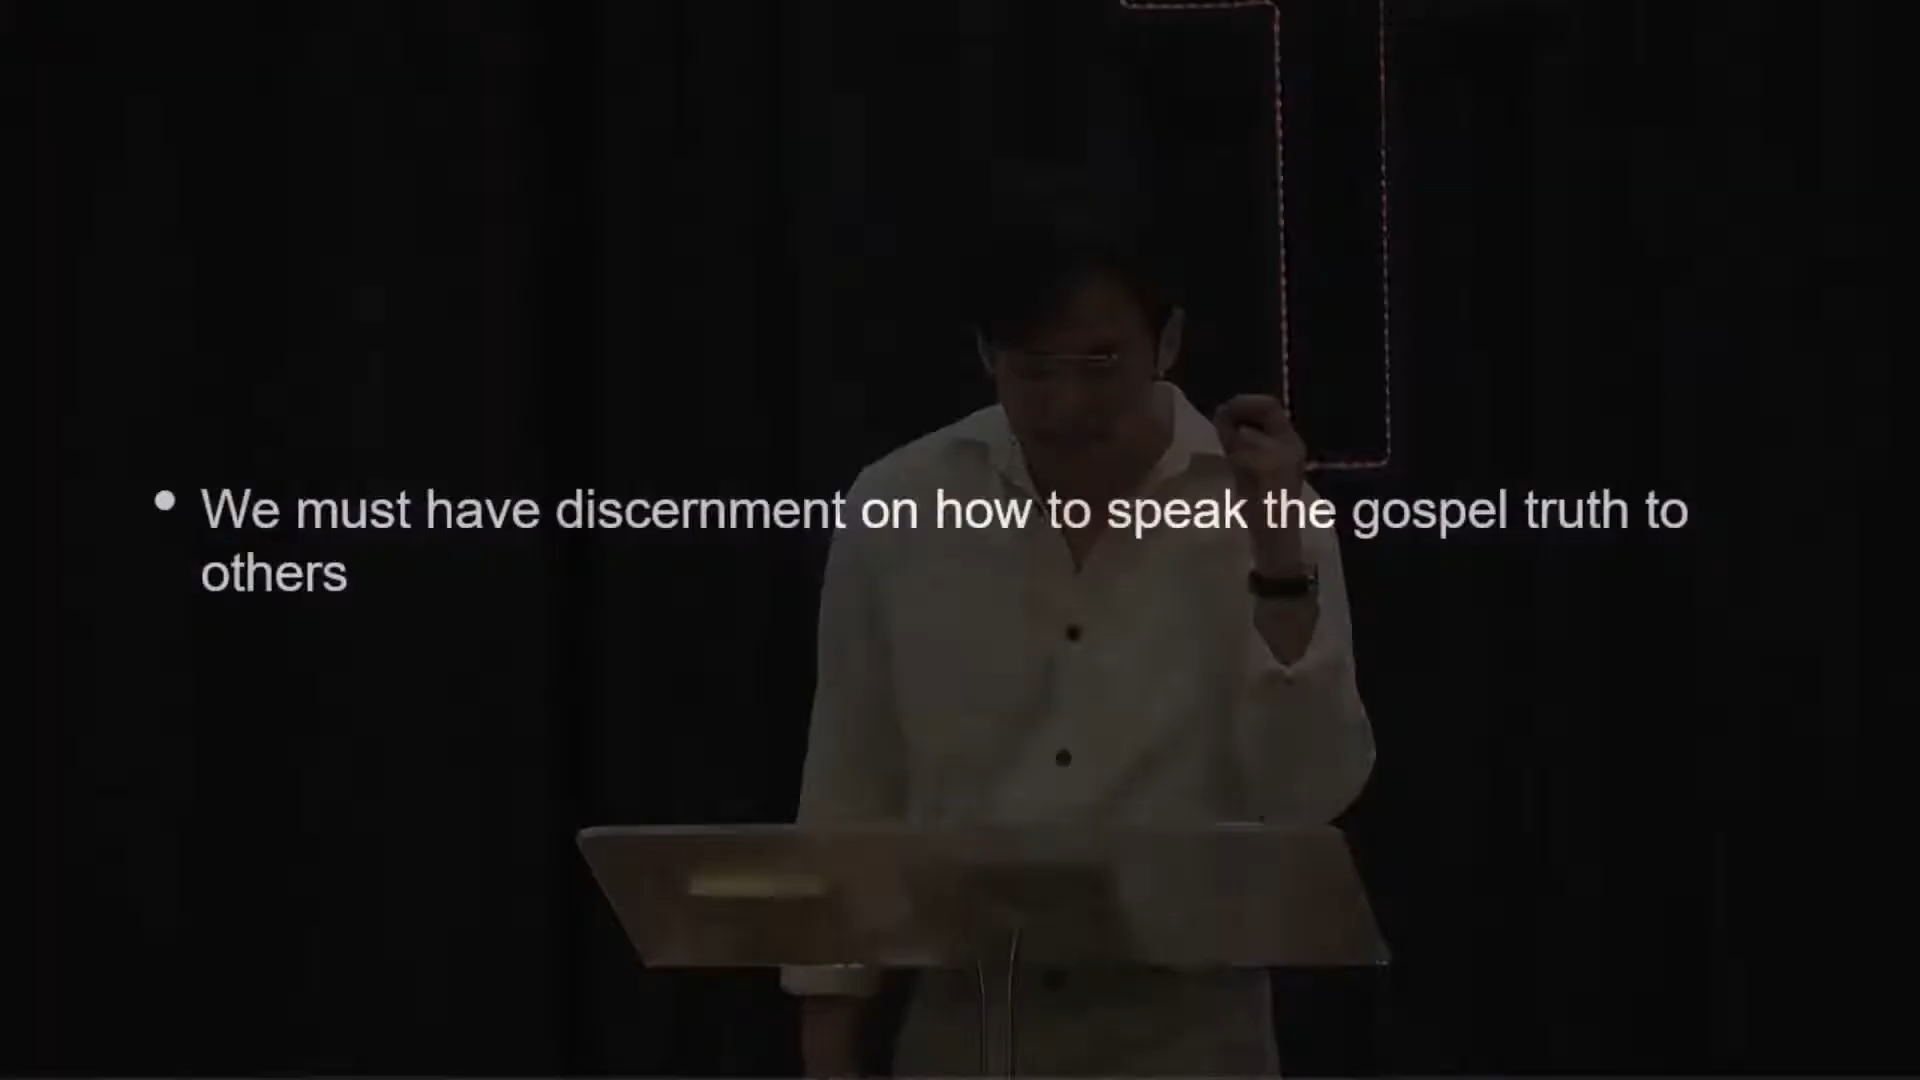 • We must have discernment on how to speak the gospel truth to
others